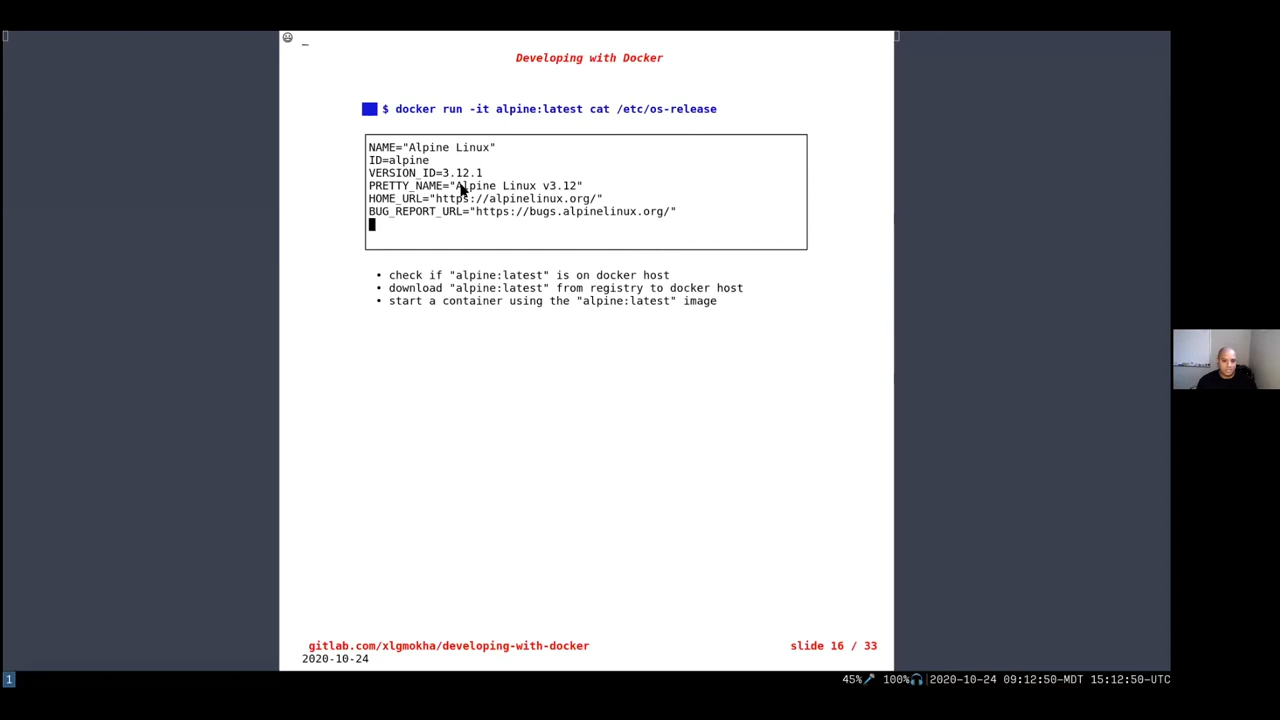 Developing with Docker
$ docker run -it alpine:latest cat /etc/os-release
NAME="Alpine Linux"
ID=alpine
VERSION_ID=3.12.1
PRETTY_NAME="Alpine Linux v3.12"
HOME_URL="https://alpinelinux.org/"
BUG_REPORT_URL="https://bugs.alpinelinux.org/"
• check if "alpine:latest" is on docker host
• download "alpine:latest" from registry to docker host
• start a container using the "alpine:latest" image
gitlab.com/xlgmokha/developing-with-docker slide 16 / 33
2020-10-24
1 45% 100% |2020-10-24 09:12:50-MDT 15:12:50-UTC